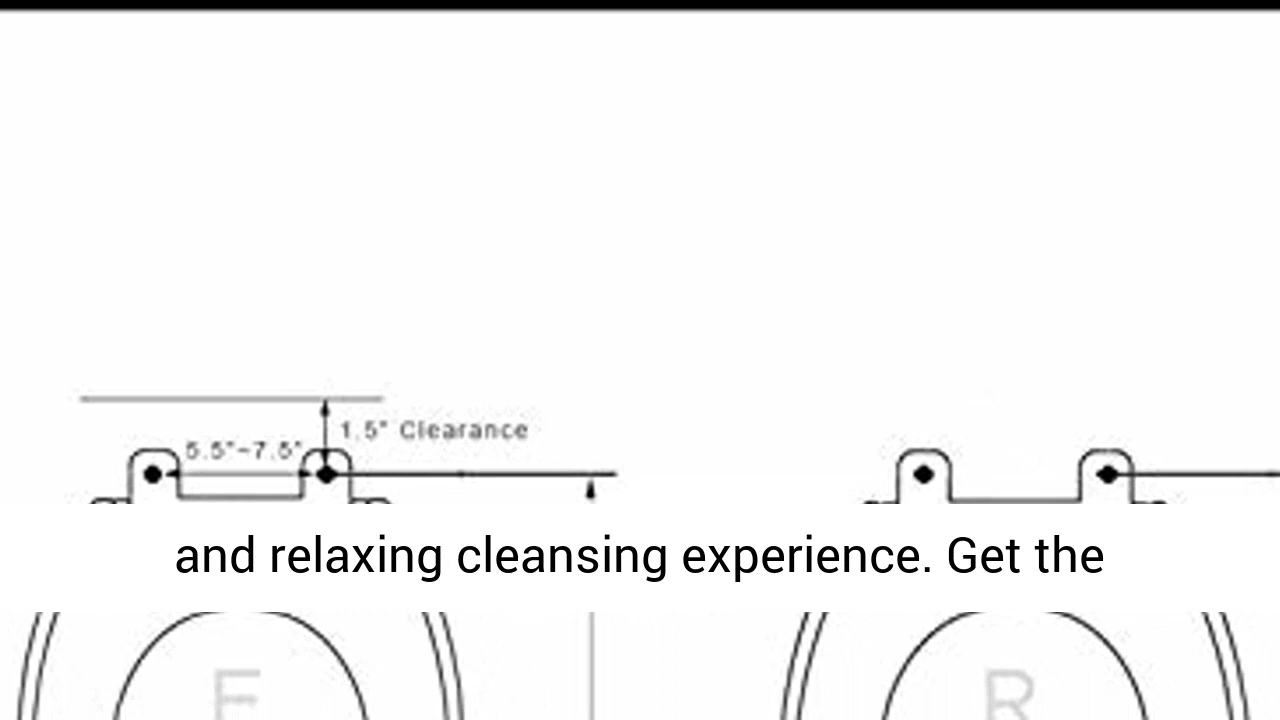 1.5" Clearance
5.5"-7.5"
and relaxing cleansing experience. Get the
E R